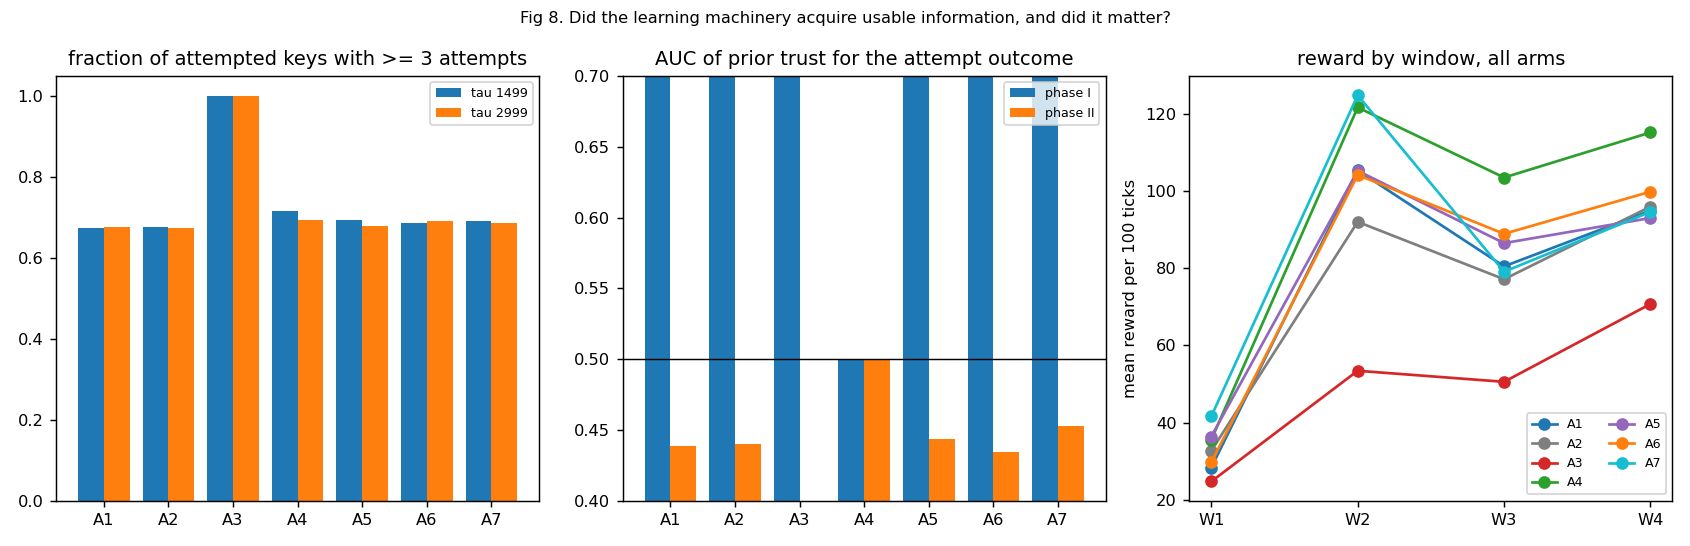 Fig 8. Did the learning machinery acquire usable information, and did it matter?
fraction of attempted keys with >= 3 attempts
1.0
0.8
0.6
0.4
0.2
0.0
A1 A2 A3 A4 A5 A6 A7
tau 1499
tau 2999
AUC of prior trust for the attempt outcome
0.70
0.65
0.60
0.55
0.50
0.45
0.40
A1 A2 A3 A4 A5 A6 A7
phase I
phase II
reward by window, all arms
mean reward per 100 ticks
120
100
80
60
40
20
W1 W2 W3 W4
A1
A2
A3
A4
A5
A6
A7